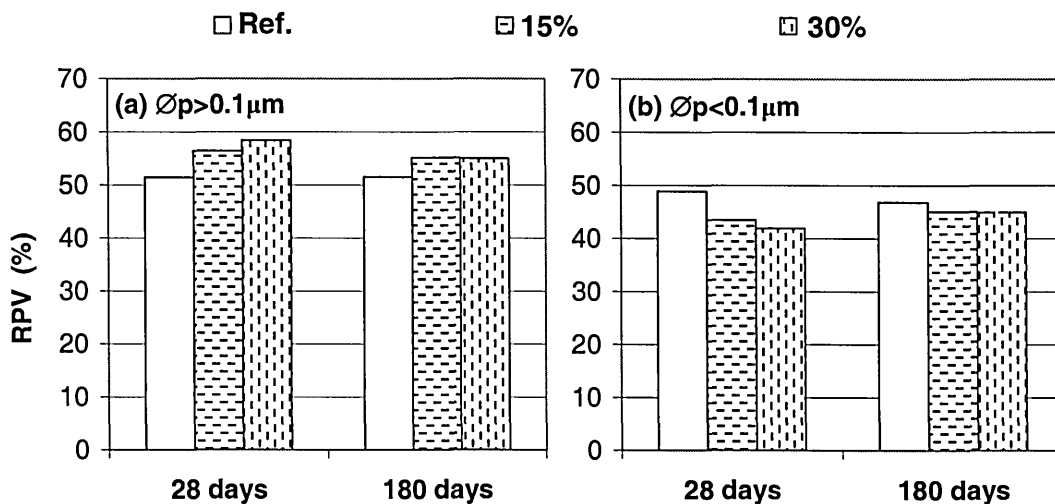 Ref. 15% 30%
70 70
(a) ∅p>0.1μm (b) ∅p<0.1μm
60 60
50 50
40 40
30 30
20 20
10 10
0 0
RPV (%)
28 days 180 days 28 days 180 days